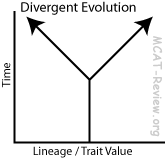 Divergent Evolution
Time
Lineage / Trait Value
MCAT-Review.org